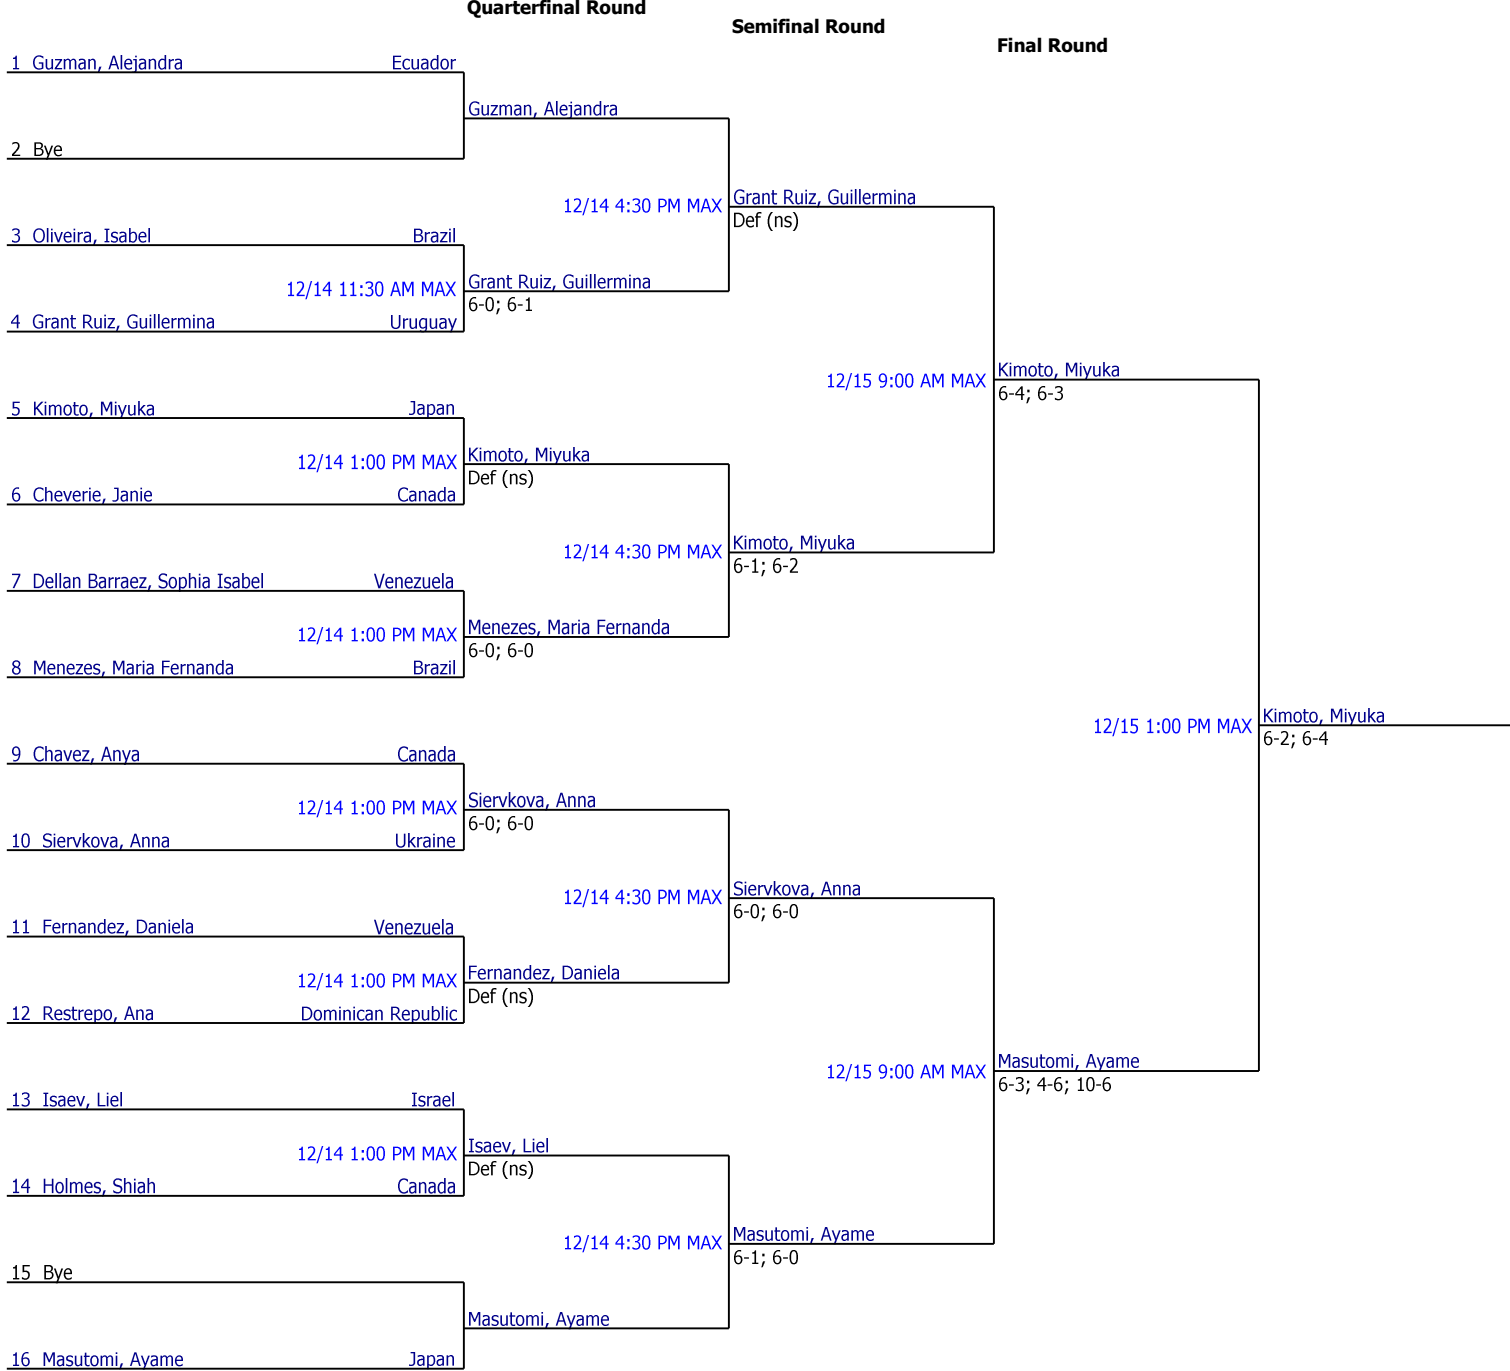 Quarterfinal Round
Semifinal Round
Final Round
1 Guzman, Alejandra Ecuador
Guzman, Alejandra
2 Bye
12/14 4:30 PM MAX Grant Ruiz, Guillermina
Def (ns)
3 Oliveira, Isabel Brazil
12/14 11:30 AM MAX Grant Ruiz, Guillermina
6-0; 6-1
4 Grant Ruiz, Guillermina Uruguay
12/15 9:00 AM MAX Kimoto, Miyuka
6-4; 6-3
5 Kimoto, Miyuka Japan
12/14 1:00 PM MAX Kimoto, Miyuka
Def (ns)
6 Cheverie, Janie Canada
12/14 4:30 PM MAX Kimoto, Miyuka
6-1; 6-2
7 Dellan Barraez, Sophia Isabel Venezuela
12/14 1:00 PM MAX Menezes, Maria Fernanda
6-0; 6-0
8 Menezes, Maria Fernanda Brazil
12/15 1:00 PM MAX Kimoto, Miyuka
6-2; 6-4
9 Chavez, Anya Canada
12/14 1:00 PM MAX Siervkova, Anna
6-0; 6-0
10 Siervkova, Anna Ukraine
12/14 4:30 PM MAX Siervkova, Anna
6-0; 6-0
11 Fernandez, Daniela Venezuela
12/14 1:00 PM MAX Fernandez, Daniela
Def (ns)
12 Restrepo, Ana Dominican Republic
12/15 9:00 AM MAX Masutomi, Ayame
6-3; 4-6; 10-6
13 Isaev, Liel Israel
12/14 1:00 PM MAX Isaev, Liel
Def (ns)
14 Holmes, Shiah Canada
12/14 4:30 PM MAX Masutomi, Ayame
6-1; 6-0
15 Bye
Masutomi, Ayame
16 Masutomi, Ayame Japan